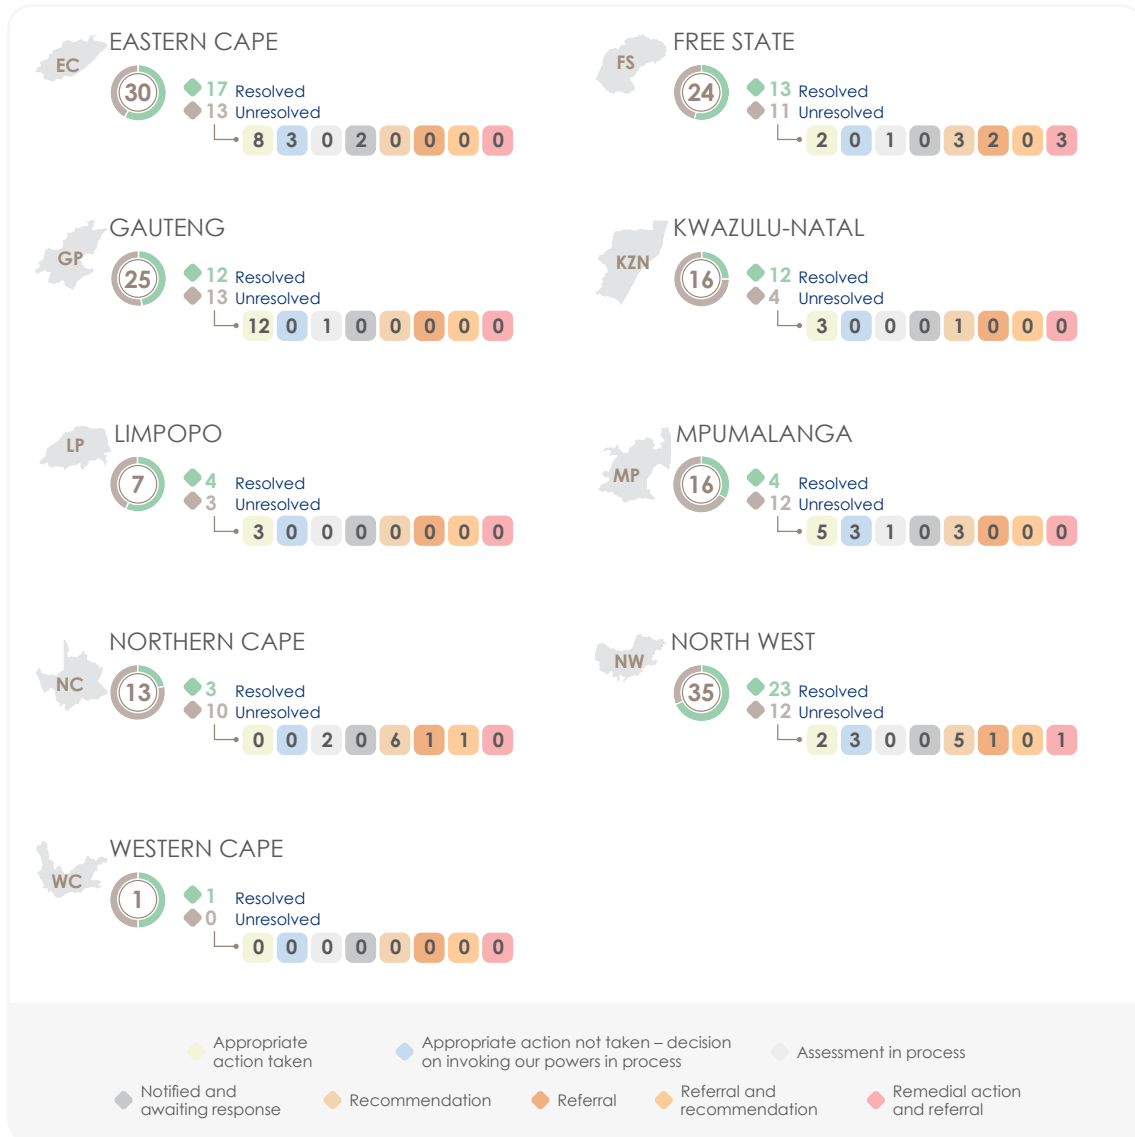 EASTERN CAPE
EC
30
17 Resolved
13 Unresolved
8 3 0 2 0 0 0 0
FREE STATE
FS
24
13 Resolved
11 Unresolved
2 0 1 0 3 2 0 3
GAUTENG
GP
25
12 Resolved
13 Unresolved
12 0 1 0 0 0 0 0
KWAZULU-NATAL
KZN
16
12 Resolved
4 Unresolved
3 0 0 0 1 0 0 0
LIMPOPO
LP
7
4 Resolved
3 Unresolved
3 0 0 0 0 0 0 0
MPUMALANGA
MP
16
4 Resolved
12 Unresolved
5 3 1 0 3 0 0 0
NORTHERN CAPE
NC
13
3 Resolved
10 Unresolved
0 0 2 0 6 1 1 0
NORTH WEST
NW
35
23 Resolved
12 Unresolved
2 3 0 0 5 1 0 1
WESTERN CAPE
WC
1
1 Resolved
0 Unresolved
0 0 0 0 0 0 0 0
Appropriate
action taken
Appropriate action not taken – decision
on invoking our powers in process
Assessment in process
Notified and
awaiting response
Recommendation
Referral
Referral and
recommendation
Remedial action
and referral